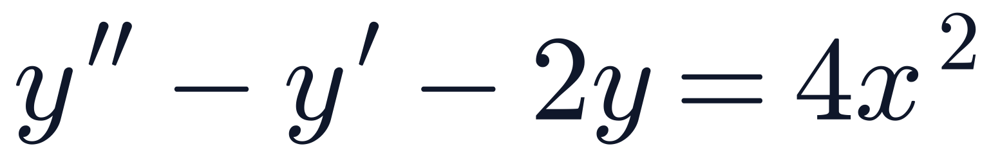 y″ − y′ − 2y = 4x²